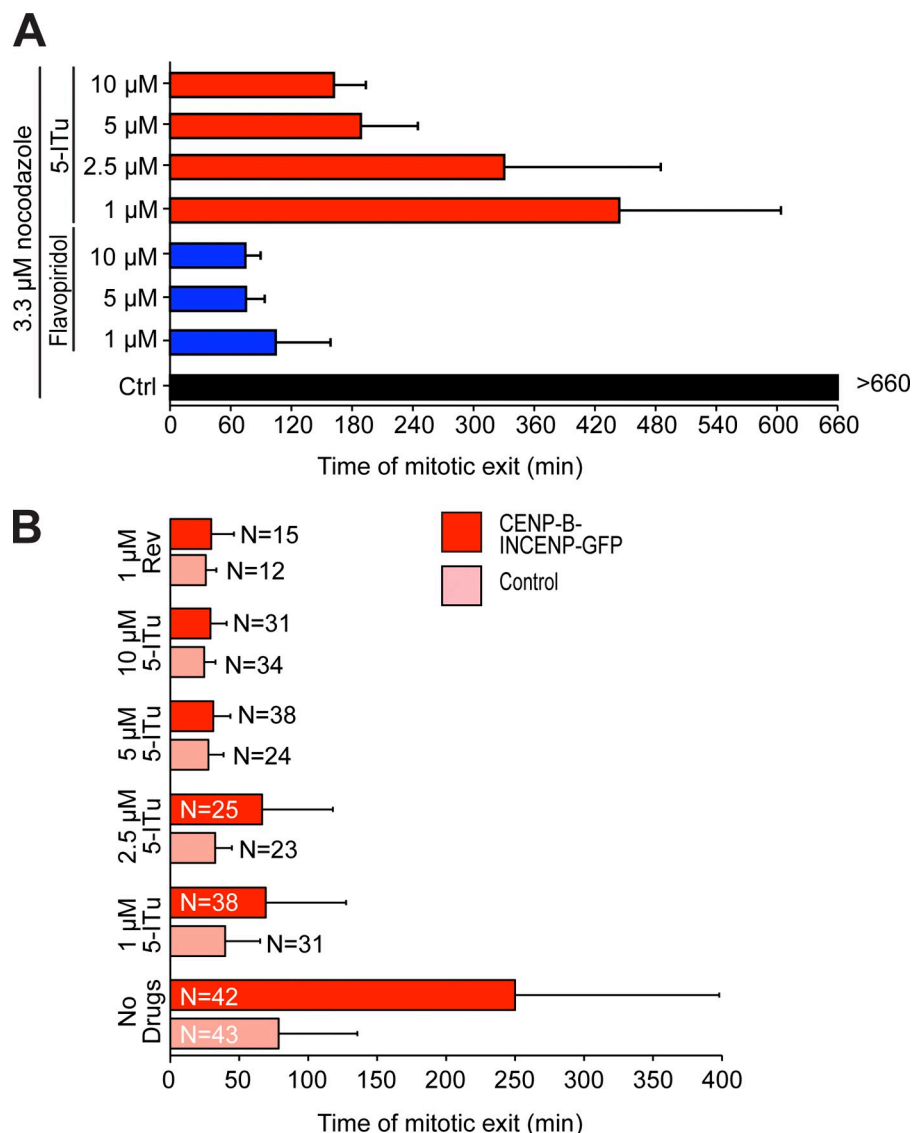 A
3.3 µM nocodazole
5-ITu
10 µM
5 µM
2.5 µM
1 µM
Flavopiridol
10 µM
5 µM
1 µM
Ctrl
>660
0 60 120 180 240 300 360 420 480 540 600 660
Time of mitotic exit (min)
B
CENP-B-
INCENP-GFP
Control
1 µM
Rev
N=15
N=12
10 µM
5-ITu
N=31
N=34
5 µM
5-ITu
N=38
N=24
2.5 µM
5-ITu
N=25
N=23
1 µM
5-ITu
N=38
N=31
No
Drugs
N=42
N=43
0 50 100 150 200 250 300 350 400
Time of mitotic exit (min)